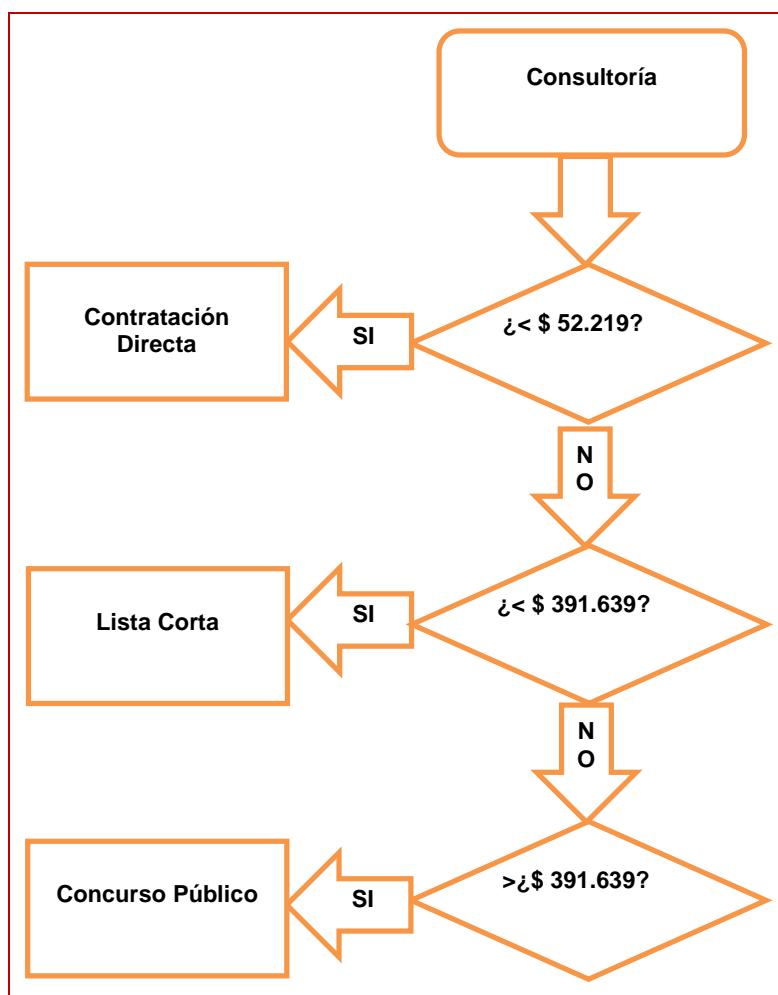 Consultoría
¿< $ 52.219?
SI
Contratación
Directa
N
O
¿< $ 391.639?
SI
Lista Corta
N
O
>¿$ 391.639?
SI
Concurso Público